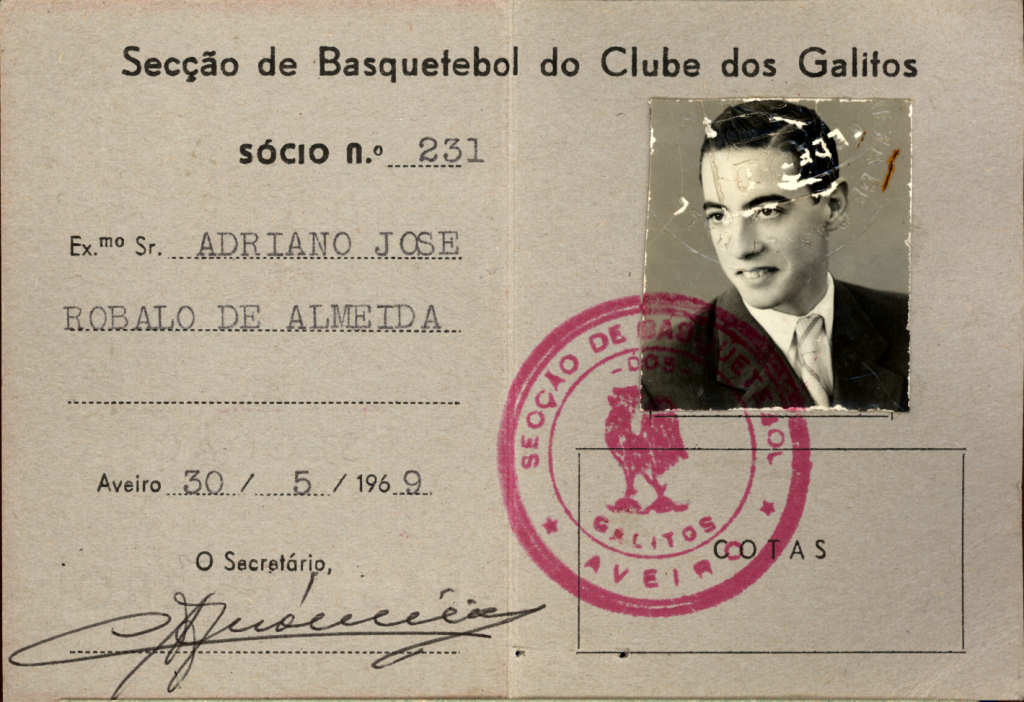 Secção de Basquetebol do Clube dos Galitos
SÓCIO n.º 231
Ex.mo Sr. ADRIANO JOSE
ROBALO DE ALMEIDA
Aveiro 30 / 5 / 1969
O Secretário,
SECÇÃO DE BASQUETEBOL
-DOS-
GALITOS
AVEIRO
COTAS